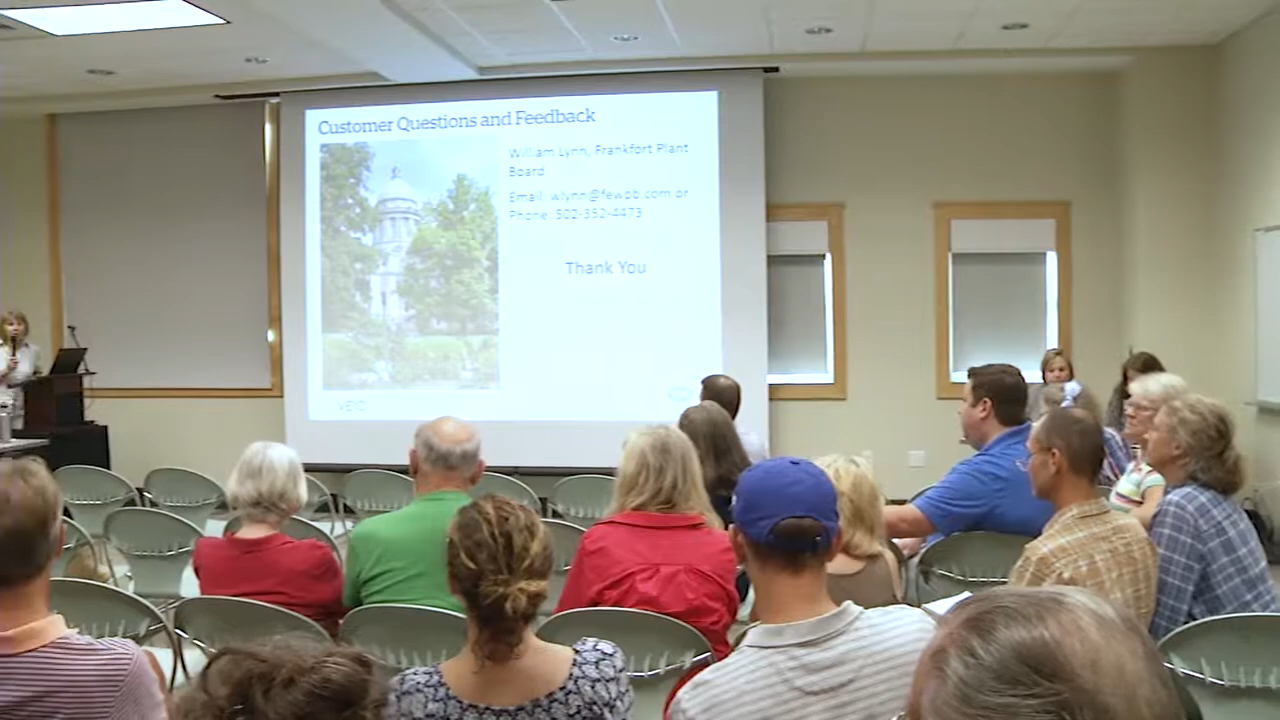 Customer Questions and Feedback
William Lynn, Frankfort Plant
Board
Email: wlynn@fewpb.com or
Phone: 502-352-4473
Thank You